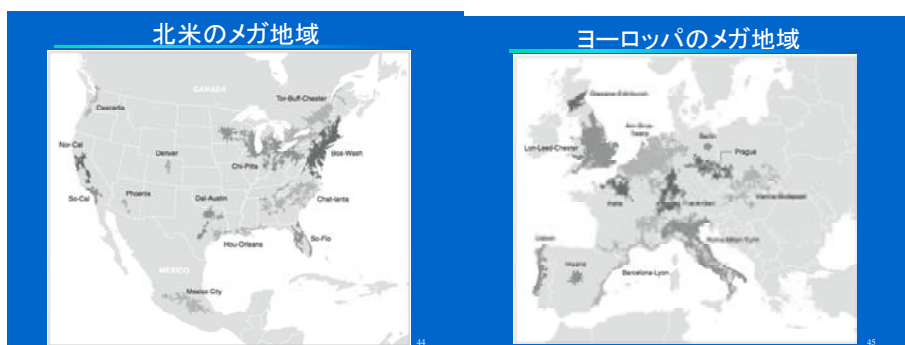 北米のメガ地域
CANADA
Tor-Buff-Chester
Cascadia
Nor-Cal
Denver
Chi-Pitts
Bos-Wash
So-Cal
Phoenix
Dal-Austin
Char-lanta
Hou-Orleans
So-Flo
MEXICO
Mexico City
44
ヨーロッパのメガ地域
Glasgow-Edinburgh
Berlin
Lon-Leed-Chester
Prague
Paris
Vienna-Budapest
Lisbon
Rome-Milan-Turin
Madrid
Barcelona-Lyon
45